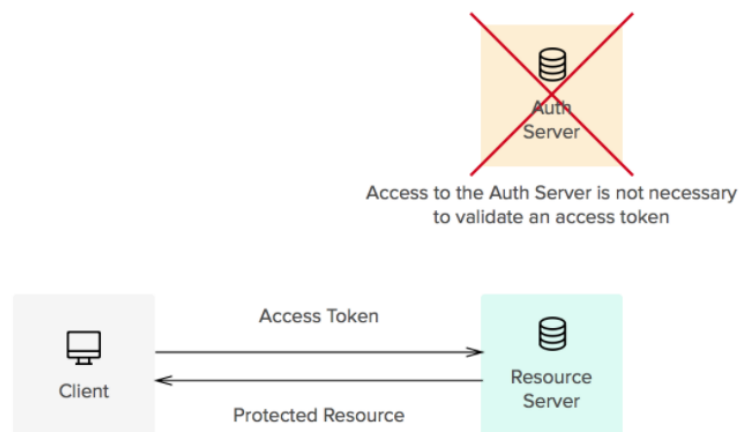 Auth
Server
Access to the Auth Server is not necessary
to validate an access token
Access Token
Client
Resource
Server
Protected Resource